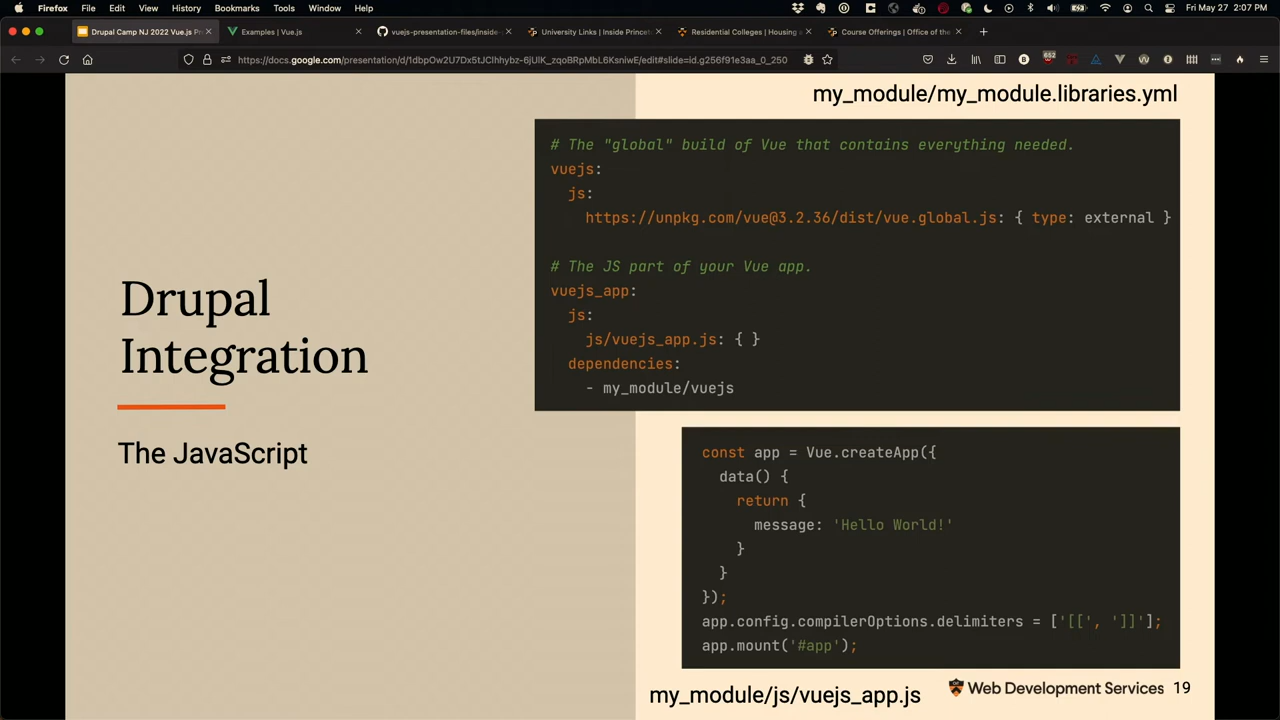 Firefox File Edit View History Bookmarks Tools Window Help
Fri May 27 2:07 PM
Drupal Camp NJ 2022 Vue.js Pr
Examples | Vue.js
vuejs-presentation-files/inside-
University Links | Inside Princet
Residential Colleges | Housing a
Course Offerings | Office of the
https://docs.google.com/presentation/d/1dbpOw2U7Dx5tJClhhybz-6jUlK_zqoBRpMbL6KsniwE/edit#slide=id.g256f91e3aa_0_250
my_module/my_module.libraries.yml
# The "global" build of Vue that contains everything needed.
vuejs:
js:
https://unpkg.com/vue@3.2.36/dist/vue.global.js: { type: external }
# The JS part of your Vue app.
vuejs_app:
js:
js/vuejs_app.js: { }
dependencies:
- my_module/vuejs
Drupal
Integration
The JavaScript
const app = Vue.createApp({
data() {
return {
message: 'Hello World!'
}
}
});
app.config.compilerOptions.delimiters = ['[[', ']]'];
app.mount('#app');
my_module/js/vuejs_app.js
Web Development Services 19